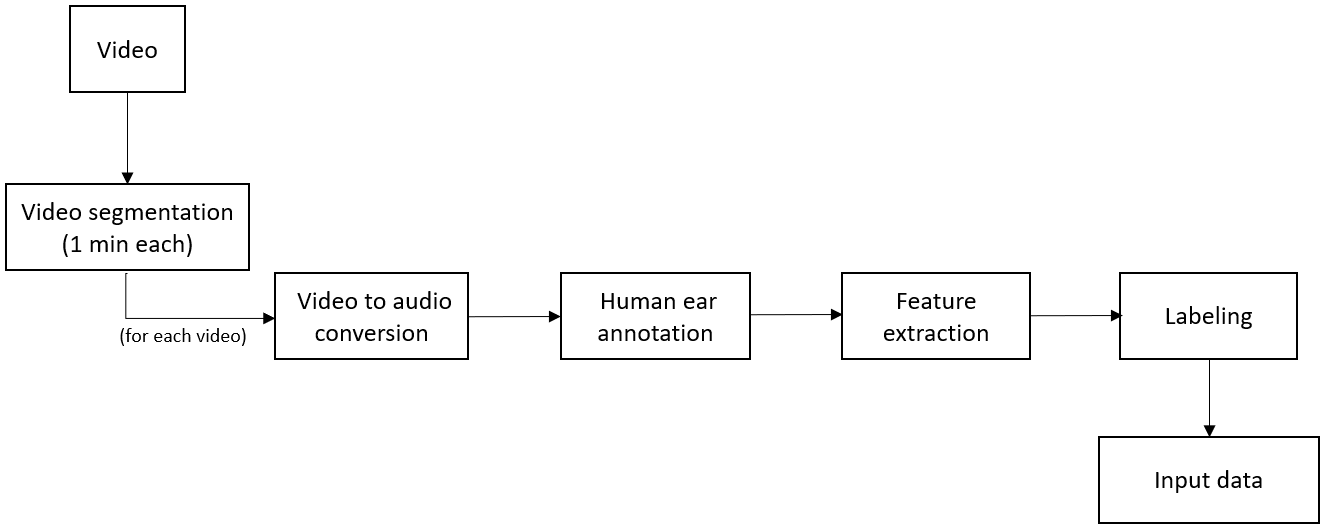 Video
Video segmentation
(1 min each)
(for each video)
Video to audio
conversion
Human ear
annotation
Feature
extraction
Labeling
Input data